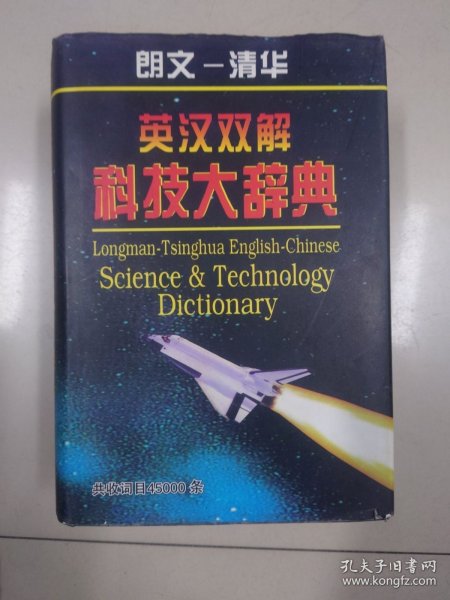 朗文－清华
英汉双解
科技大辞典
Longman-Tsinghua English-Chinese
Science & Technology
Dictionary
共收词目45000条
孔夫子旧书网
www.kongfz.com